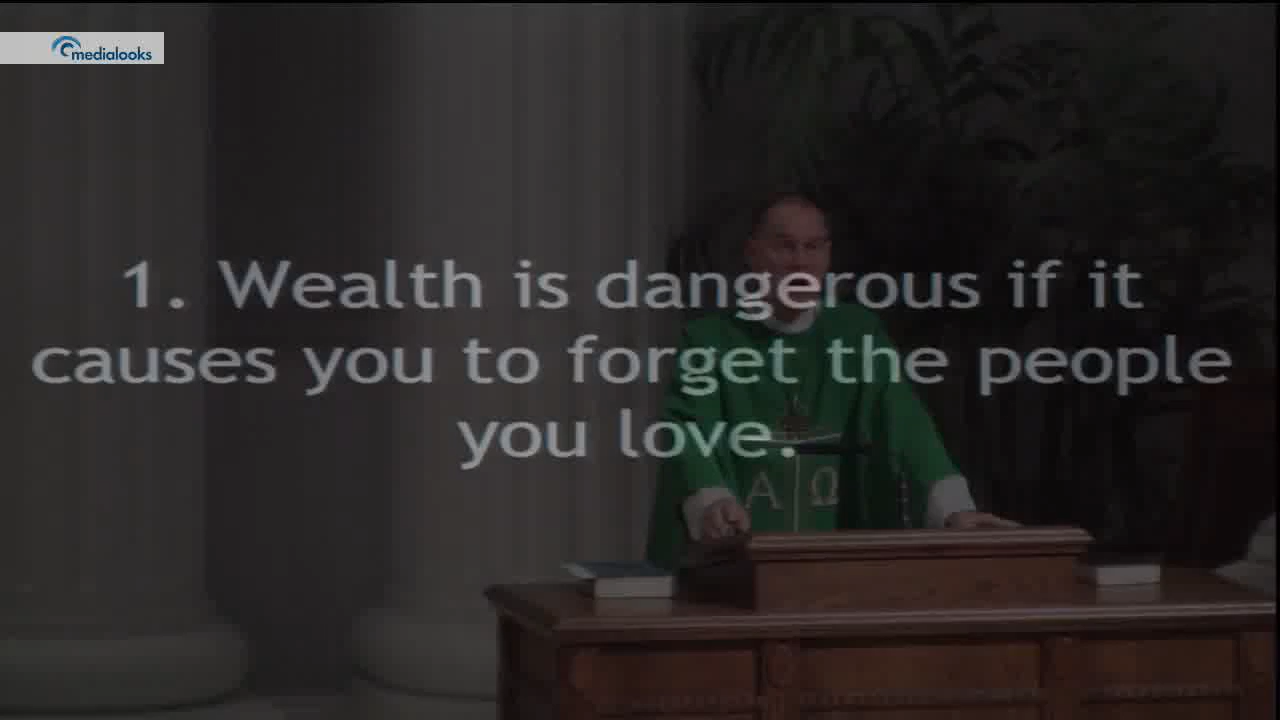 medialooks
1. Wealth is dangerous if it
causes you to forget the people
you love.
Α Ω